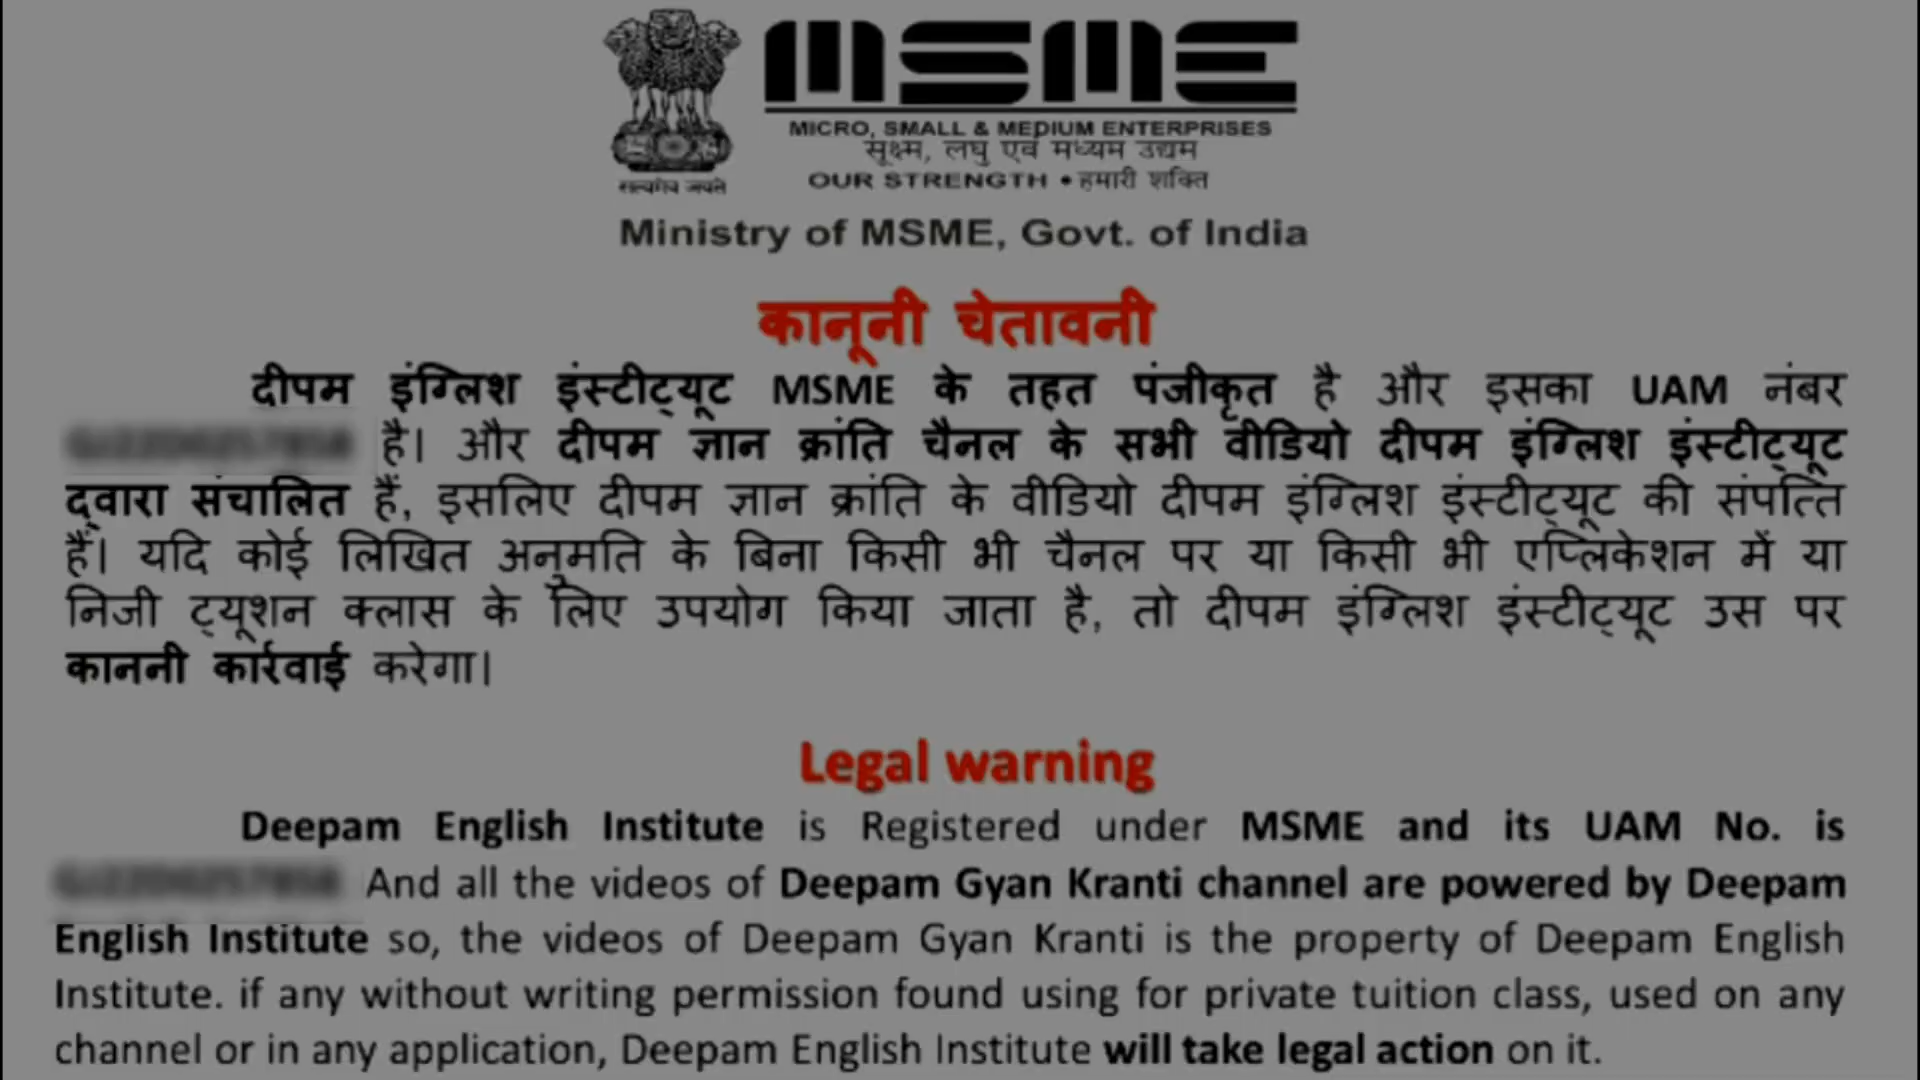 MSME
MICRO, SMALL & MEDIUM ENTERPRISES
सूक्ष्म, लघु एवं मध्यम उद्यम
सत्यमेव जयते
OUR STRENGTH • हमारी शक्ति
Ministry of MSME, Govt. of India
कानूनी चेतावनी
दीपम इंग्लिश इंस्टीट्यूट MSME के तहत पंजीकृत है और इसका UAM नंबर
है। और दीपम ज्ञान क्रांति चैनल के सभी वीडियो दीपम इंग्लिश इंस्टीट्यूट
द्वारा संचालित हैं, इसलिए दीपम ज्ञान क्रांति के वीडियो दीपम इंग्लिश इंस्टीट्यूट की संपत्ति
हैं। यदि कोई लिखित अनुमति के बिना किसी भी चैनल पर या किसी भी एप्लिकेशन में या
निजी ट्यूशन क्लास के लिए उपयोग किया जाता है, तो दीपम इंग्लिश इंस्टीट्यूट उस पर
काननी कार्रवाई करेगा।
Legal warning
Deepam English Institute is Registered under MSME and its UAM No. is
And all the videos of Deepam Gyan Kranti channel are powered by Deepam
English Institute so, the videos of Deepam Gyan Kranti is the property of Deepam English
Institute. if any without writing permission found using for private tuition class, used on any
channel or in any application, Deepam English Institute will take legal action on it.